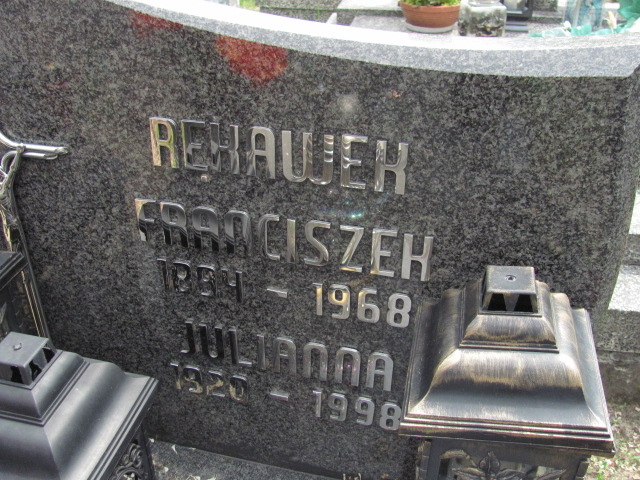 REKAWEK
FRANCISZEK
1894 - 1968
JULIANNA
1920 - 1998